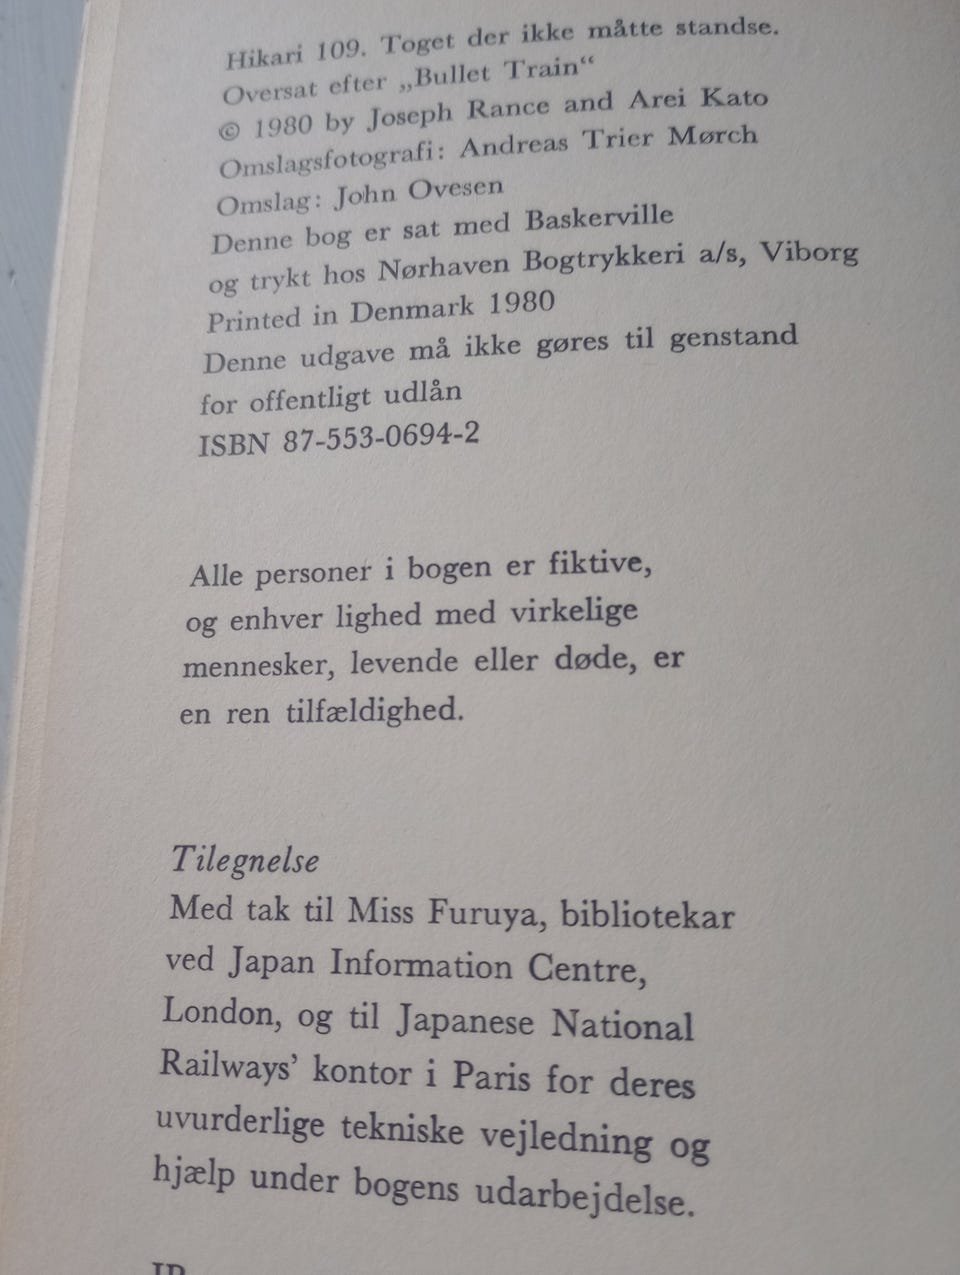 Hikari 109. Toget der ikke måtte standse.
Oversat efter „Bullet Train“
© 1980 by Joseph Rance and Arei Kato
Omslagsfotografi: Andreas Trier Mørch
Omslag: John Ovesen
Denne bog er sat med Baskerville
og trykt hos Nørhaven Bogtrykkeri a/s, Viborg
Printed in Denmark 1980
Denne udgave må ikke gøres til genstand
for offentligt udlån
ISBN 87-553-0694-2
Alle personer i bogen er fiktive,
og enhver lighed med virkelige
mennesker, levende eller døde, er
en ren tilfældighed.
Tilegnelse
Med tak til Miss Furuya, bibliotekar
ved Japan Information Centre,
London, og til Japanese National
Railways’ kontor i Paris for deres
uvurderlige tekniske vejledning og
hjælp under bogens udarbejdelse.